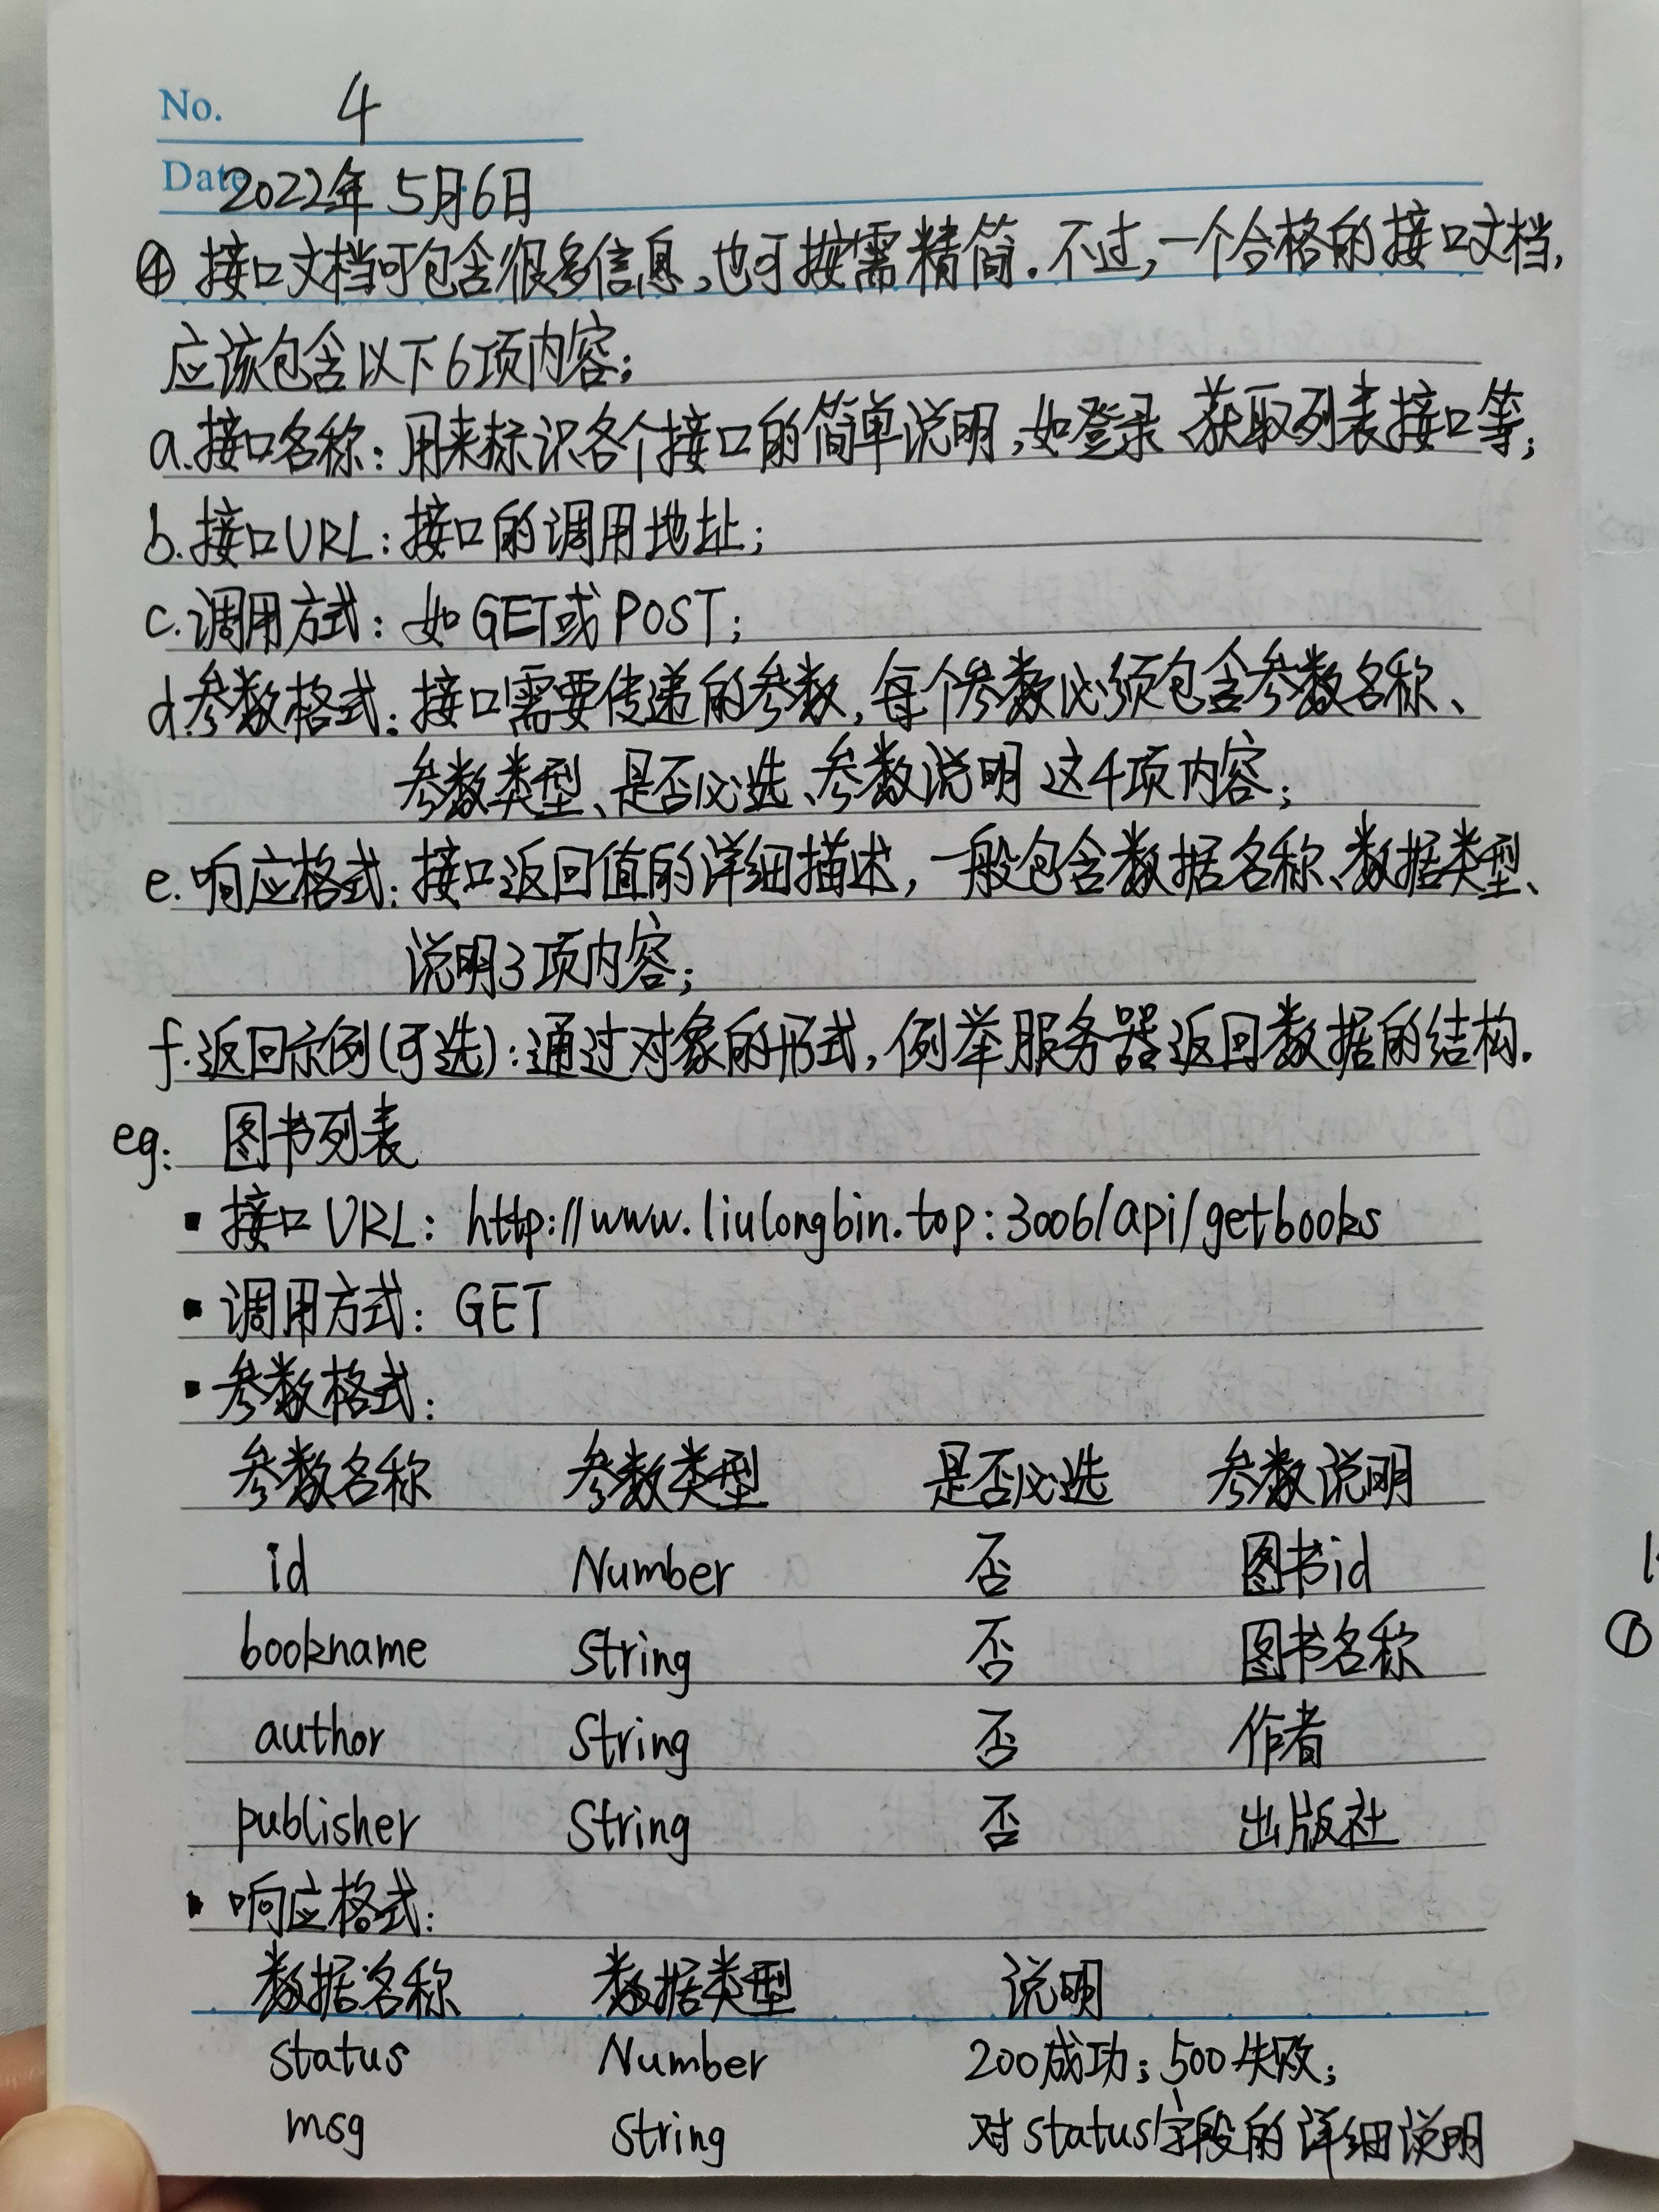 No. 4
Date 2022年5月6日
④ 接口文档可包含很多信息,也可按需精简.不过,一个合格的接口文档,
应该包含以下6项内容;
a.接口名称:用来标识各个接口的简单说明,如登录、获取列表接口等;
b.接口URL:接口的调用地址;
c.调用方式:如GET或POST;
d.参数格式:接口需要传递的参数,每个参数必须包含参数名称、
参数类型、是否必选、参数说明 这4项内容;
e.响应格式:接口返回值的详细描述,一般包含数据名称、数据类型、
说明3项内容;
f.返回示例(可选):通过对象的形式,例举服务器返回数据的结构.
eg: 图书列表
▪ 接口URL: http://www.liulongbin.top:3006/api/getbooks
▪ 调用方式: GET
▪ 参数格式:
参数名称 参数类型 是否必选 参数说明
id Number 否 图书id
bookname String 否 图书名称
author String 否 作者
publisher String 否 出版社
▪ 响应格式:
数据名称 数据类型 说明
status Number 200成功;500失败;
msg String 对status字段的详细说明
①